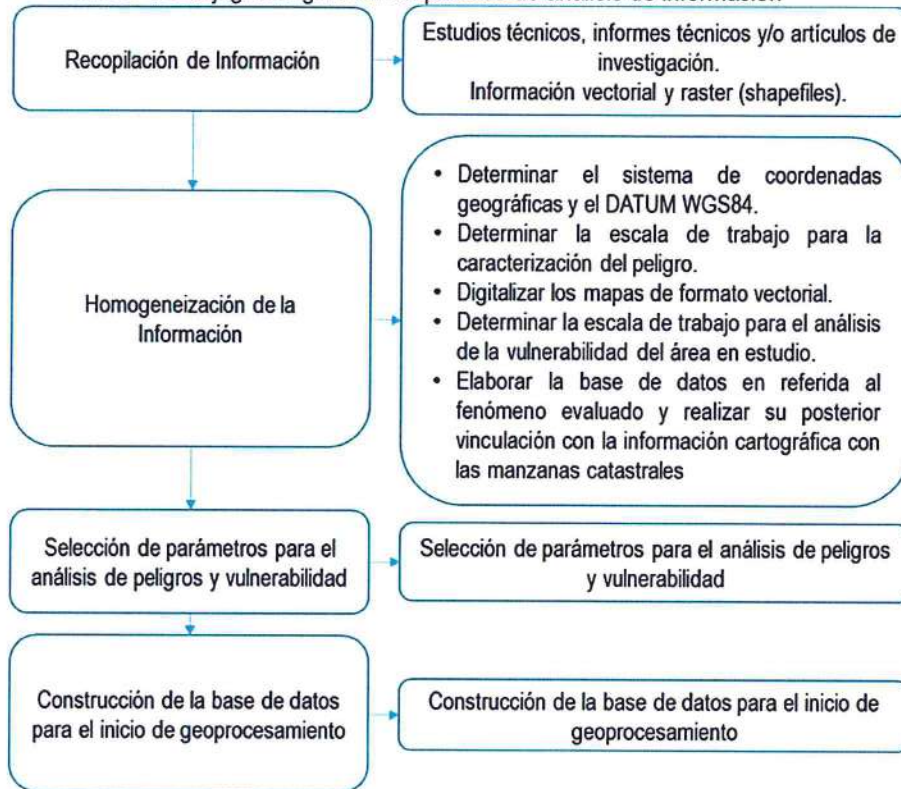 Recopilación de Información
Estudios técnicos, informes técnicos y/o artículos de
investigación.
Información vectorial y raster (shapefiles).
Homogeneización de la
Información
• Determinar el sistema de coordenadas
geográficas y el DATUM WGS84.
• Determinar la escala de trabajo para la
caracterización del peligro.
• Digitalizar los mapas de formato vectorial.
• Determinar la escala de trabajo para el análisis
de la vulnerabilidad del área en estudio.
• Elaborar la base de datos en referida al
fenómeno evaluado y realizar su posterior
vinculación con la información cartográfica con
las manzanas catastrales
Selección de parámetros para el
análisis de peligros y vulnerabilidad
Selección de parámetros para el análisis de peligros
y vulnerabilidad
Construcción de la base de datos
para el inicio de geoprocesamiento
Construcción de la base de datos para el inicio de
geoprocesamiento